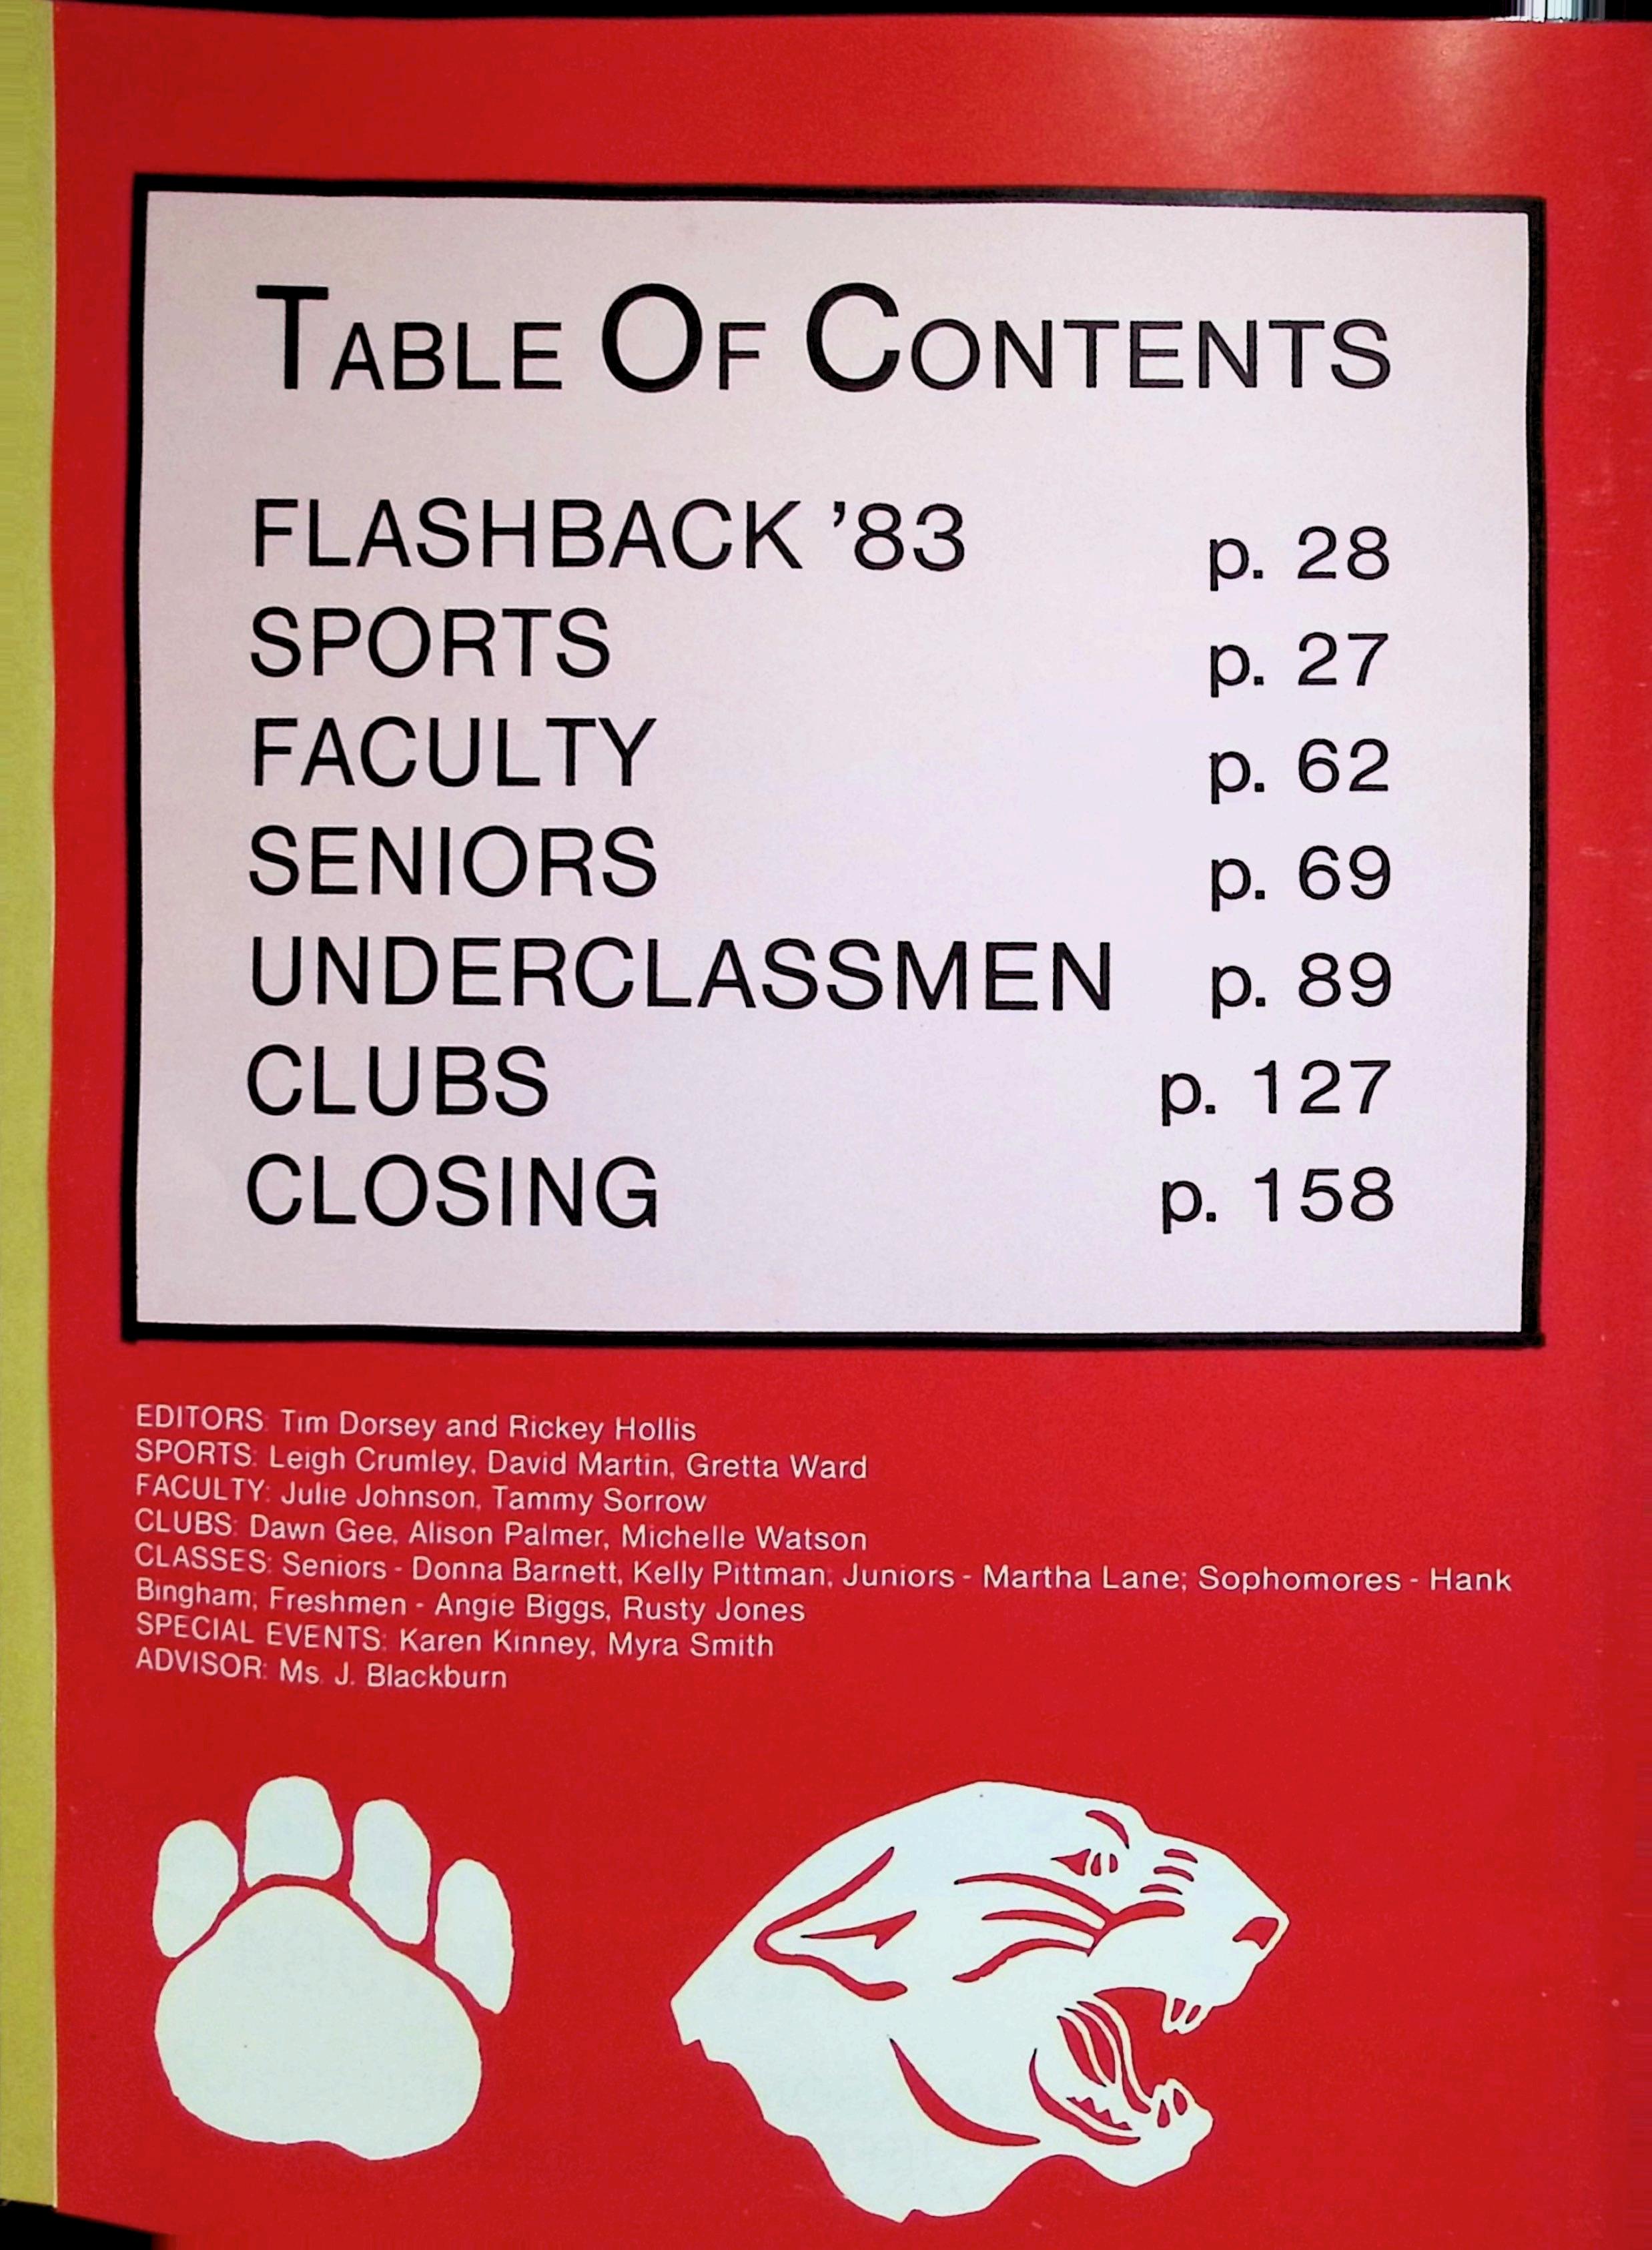 TABLE OF CONTENTS
FLASHBACK '83 p. 28
SPORTS p. 27
FACULTY p. 62
SENIORS p. 69
UNDERCLASSMEN p. 89
CLUBS p. 127
CLOSING p. 158
EDITORS: Tim Dorsey and Rickey Hollis
SPORTS: Leigh Crumley, David Martin, Gretta Ward
FACULTY: Julie Johnson, Tammy Sorrow
CLUBS: Dawn Gee, Alison Palmer, Michelle Watson
CLASSES: Seniors - Donna Barnett, Kelly Pittman; Juniors - Martha Lane; Sophomores - Hank
Bingham; Freshmen - Angie Biggs, Rusty Jones
SPECIAL EVENTS: Karen Kinney, Myra Smith
ADVISOR: Ms. J. Blackburn